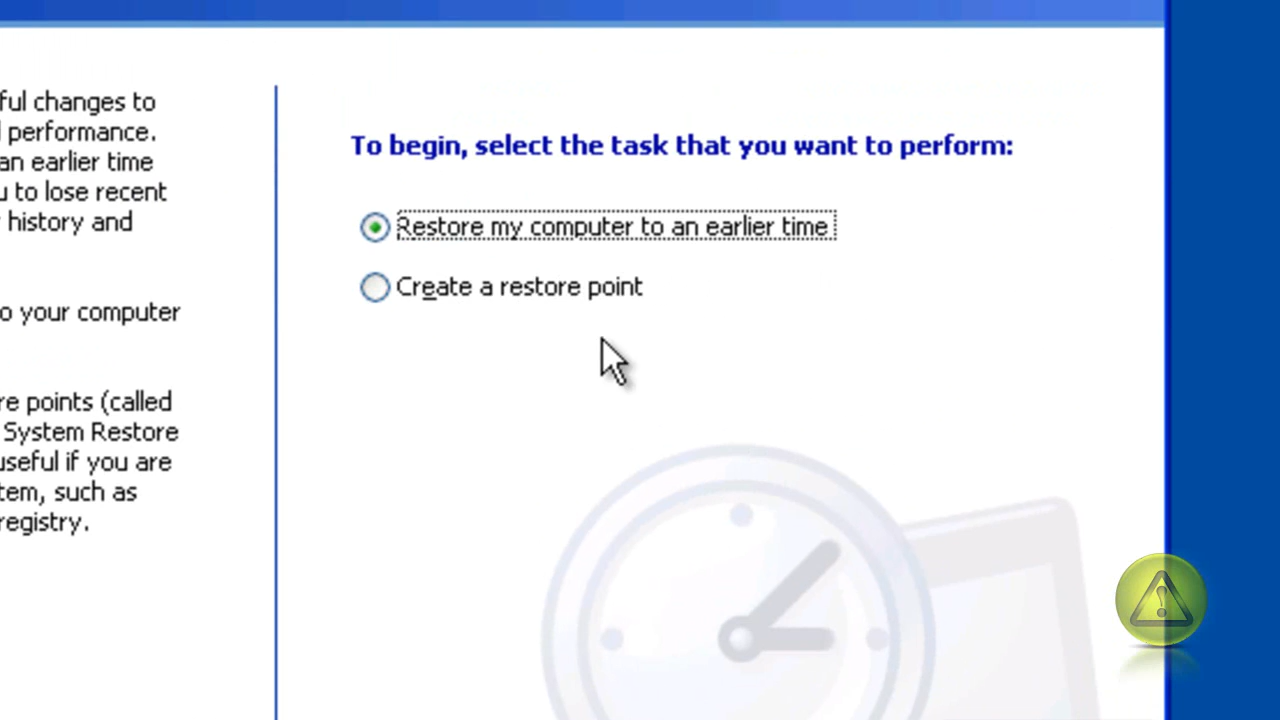 ful changes to
performance.
an earlier time
to lose recent
history and
o your computer
re points (called
System Restore
useful if you are
tem, such as
registry.
To begin, select the task that you want to perform:
Restore my computer to an earlier time
Create a restore point